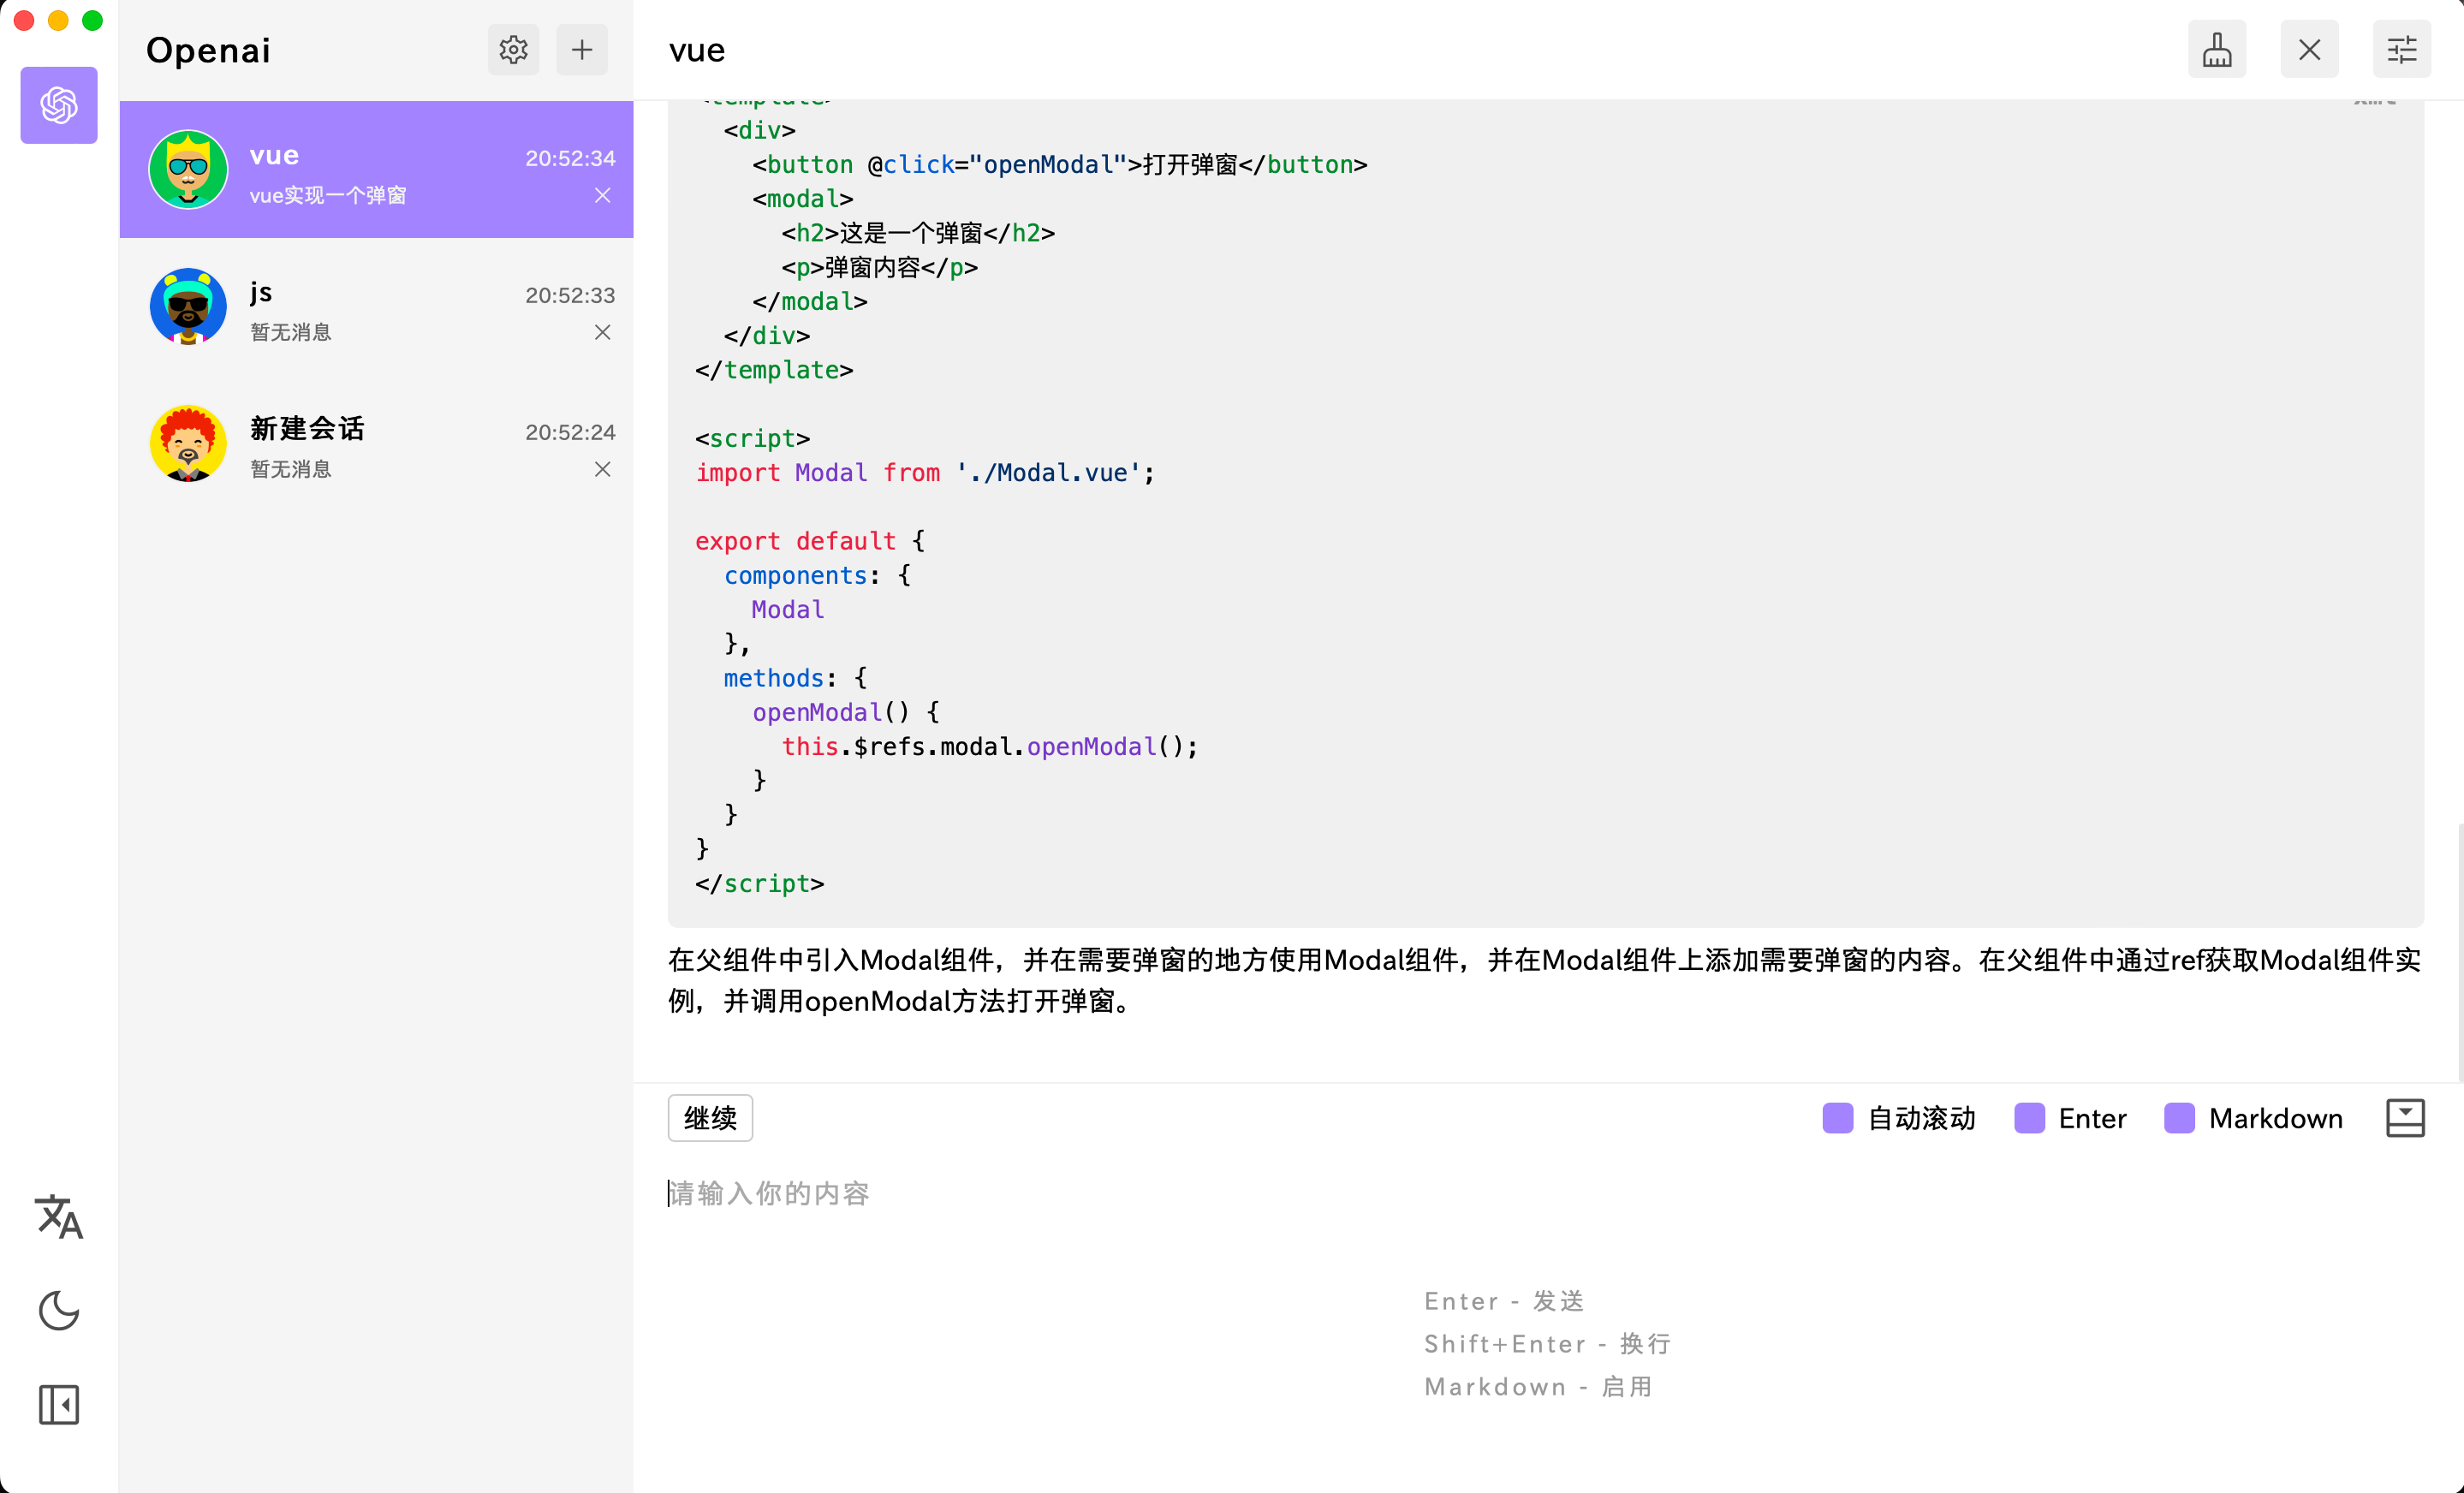 Openai
vue
20:52:34
vue实现一个弹窗
js
20:52:33
暂无消息
新建会话
20:52:24
暂无消息
vue
<template>
<div>
<button @click="openModal">打开弹窗</button>
<modal>
<h2>这是一个弹窗</h2>
<p>弹窗内容</p>
</modal>
</div>
</template>
<script>
import Modal from './Modal.vue';
export default {
components: {
Modal
},
methods: {
openModal() {
this.$refs.modal.openModal();
}
}
}
</script>
在父组件中引入Modal组件，并在需要弹窗的地方使用Modal组件，并在Modal组件上添加需要弹窗的内容。在父组件中通过ref获取Modal组件实
例，并调用openModal方法打开弹窗。
继续
自动滚动
Enter
Markdown
请输入你的内容
Enter - 发送
Shift+Enter - 换行
Markdown - 启用